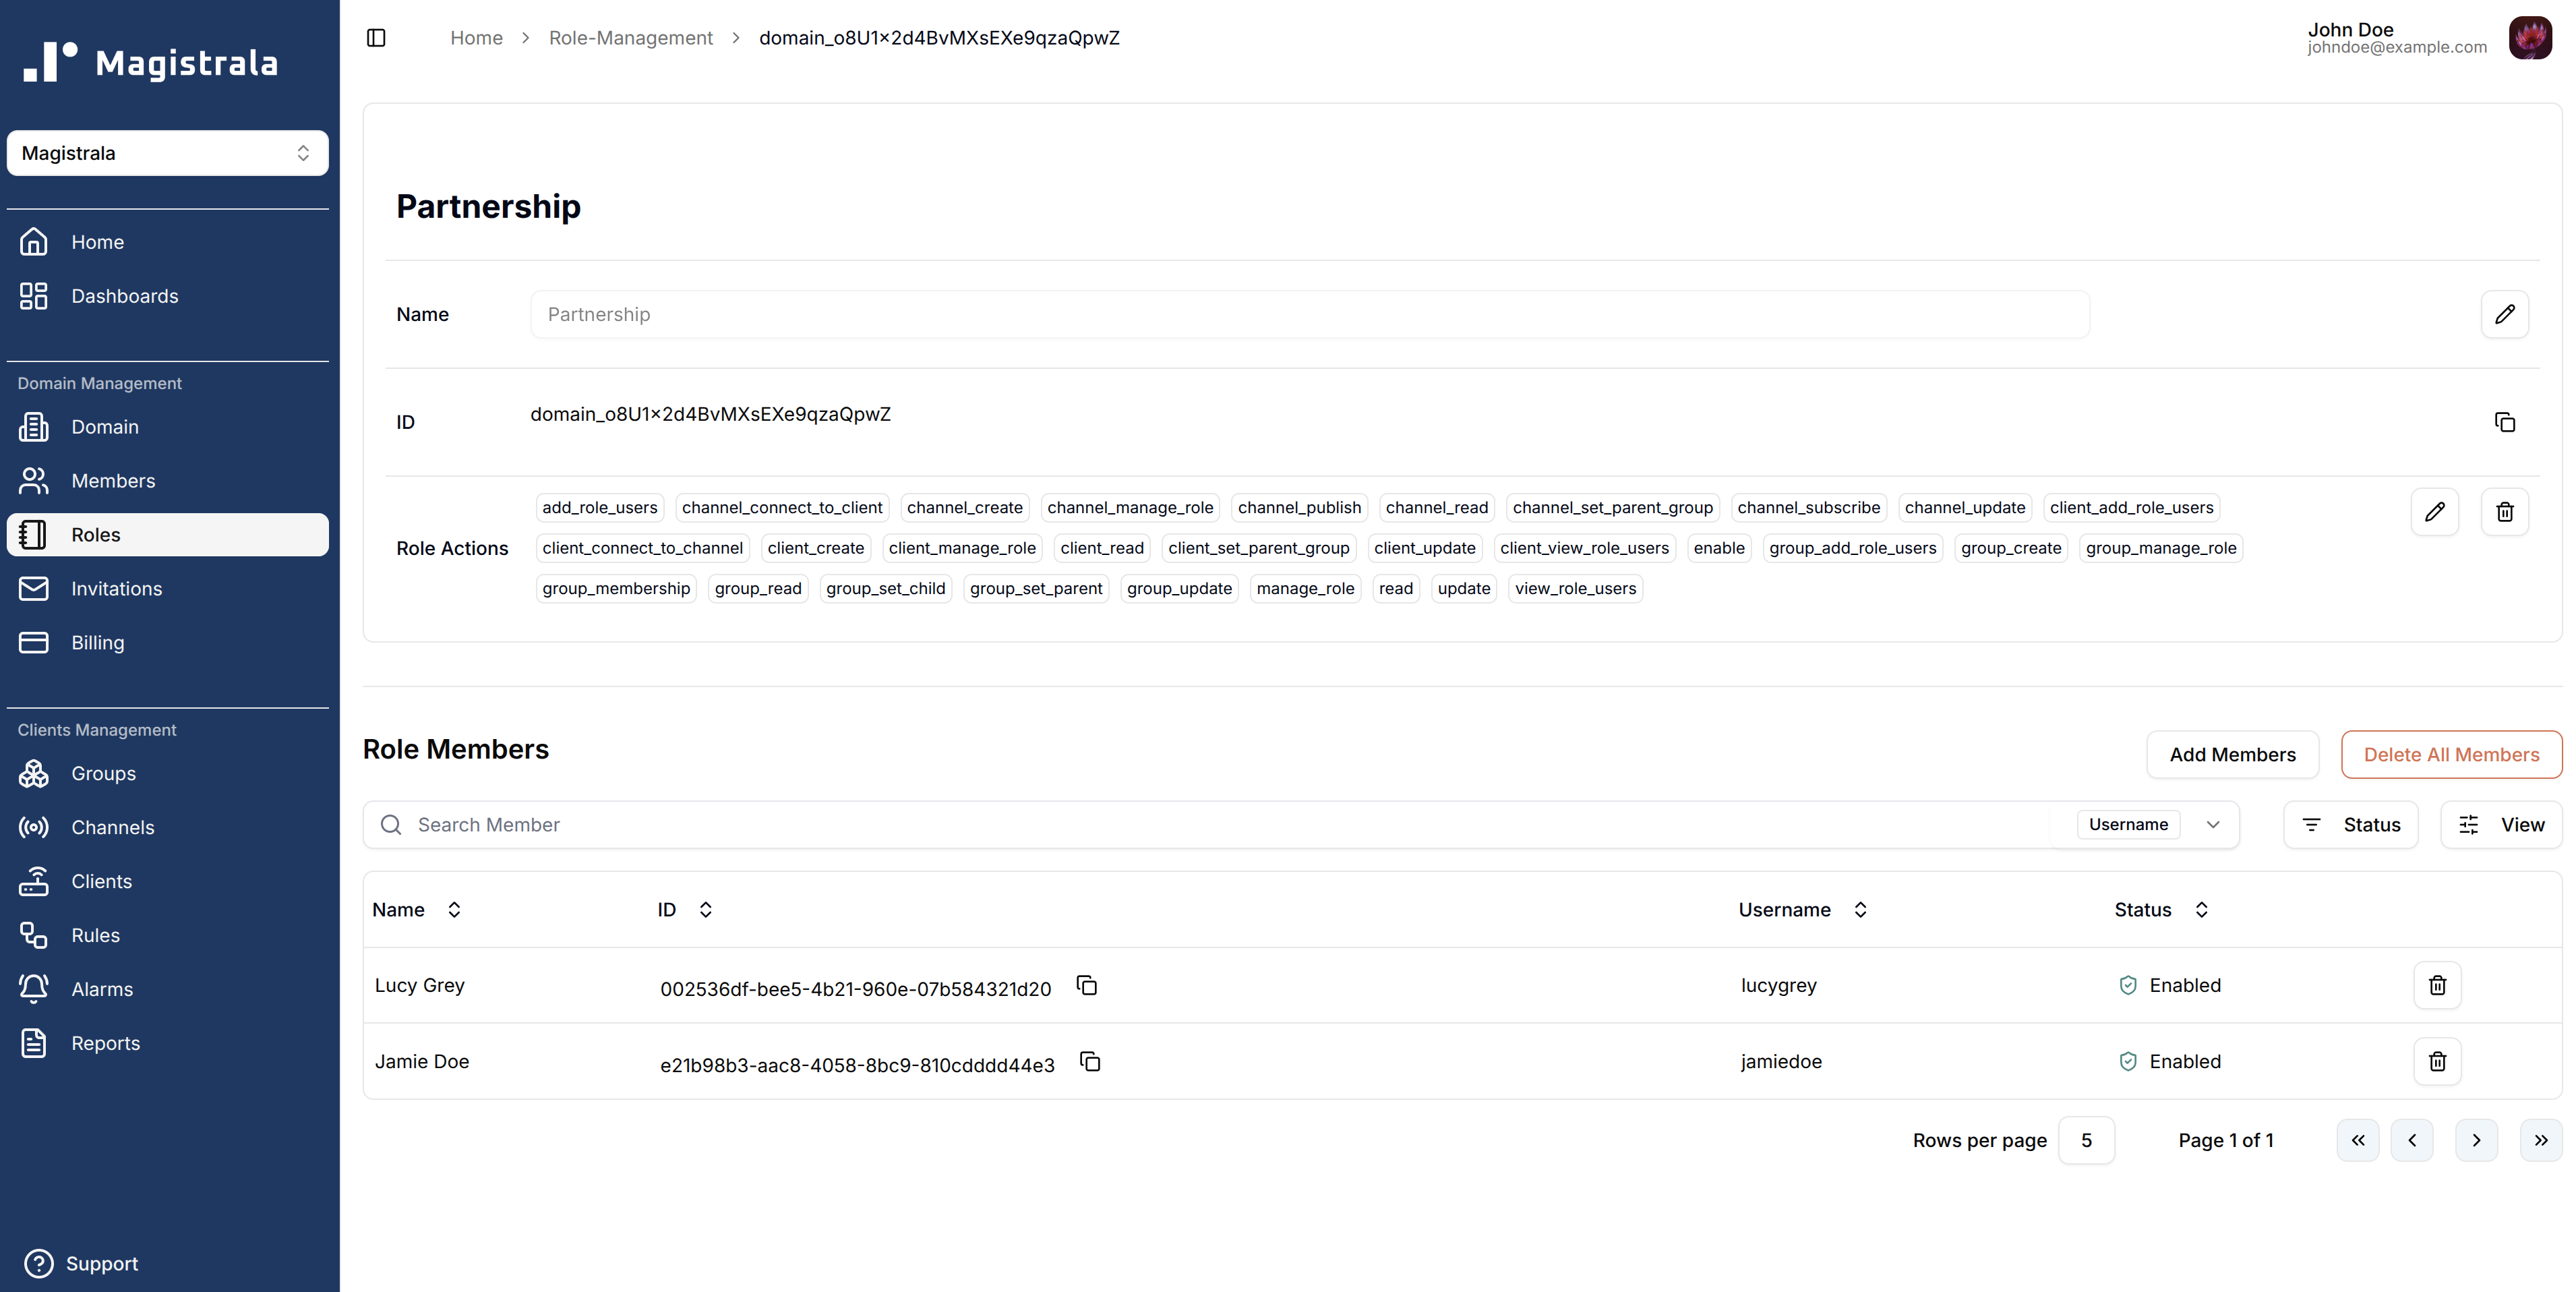 Magistrala
Magistrala
Home
Dashboards
Domain Management
Domain
Members
Roles
Invitations
Billing
Clients Management
Groups
Channels
Clients
Rules
Alarms
Reports
Support
Home > Role-Management > domain_o8U1x2d4BvMXsEXe9qzaQpwZ
John Doe
johndoe@example.com
Partnership
Name Partnership
ID domain_o8U1x2d4BvMXsEXe9qzaQpwZ
Role Actions
add_role_users channel_connect_to_client channel_create channel_manage_role channel_publish channel_read channel_set_parent_group channel_subscribe channel_update client_add_role_users
client_connect_to_channel client_create client_manage_role client_read client_set_parent_group client_update client_view_role_users enable group_add_role_users group_create group_manage_role
group_membership group_read group_set_child group_set_parent group_update manage_role read update view_role_users
Role Members
Add Members Delete All Members
Search Member Username Status View
Name ID Username Status
Lucy Grey 002536df-bee5-4b21-960e-07b584321d20 lucygrey Enabled
Jamie Doe e21b98b3-aac8-4058-8bc9-810cdddd44e3 jamiedoe Enabled
Rows per page 5 Page 1 of 1